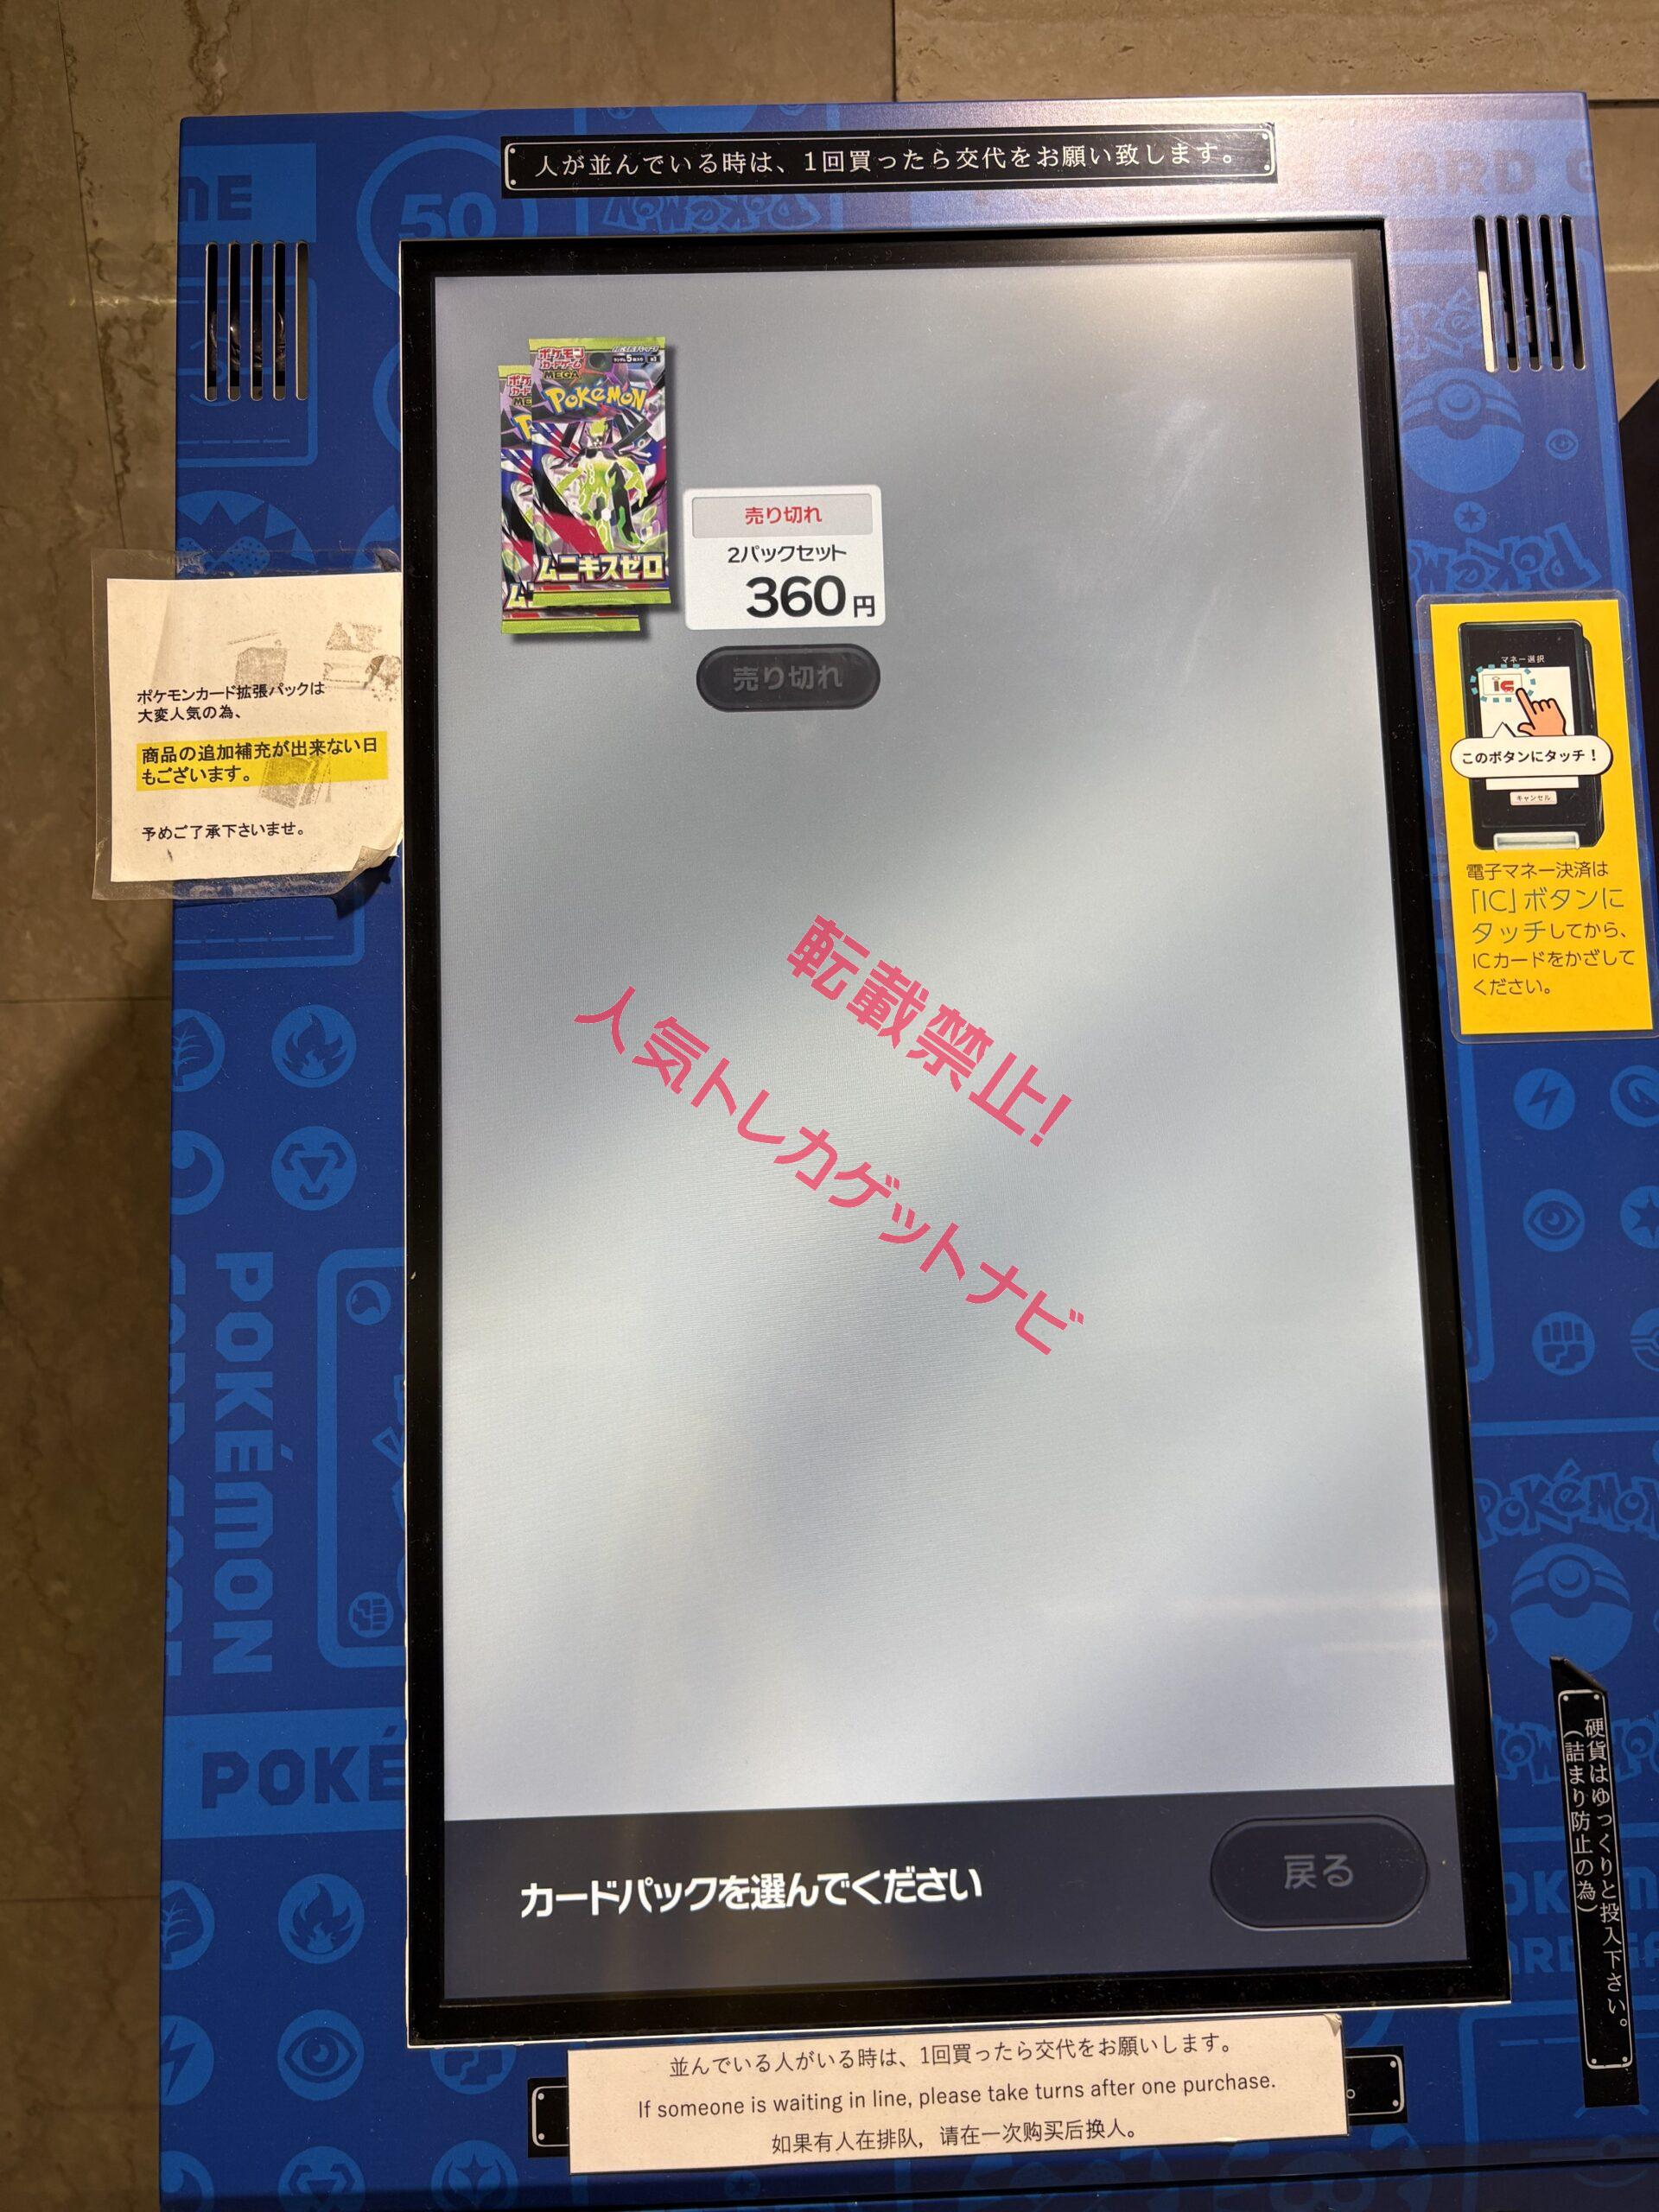 人が並んでいる時は、1回買ったら交代をお願い致します。
50
ポケモン
カードゲーム
MEGA
POKÉMON
ムニキスゼロ
売り切れ
2パックセット
360円
売り切れ
ポケモンカード拡張パックは
大変人気の為、
商品の追加補充が出来ない日
もございます。
予めご了承下さいませ。
マネー選択
このボタンにタッチ！
キャンセル
電子マネー決済は
「IC」ボタンに
タッチしてから、
ICカードをかざして
ください。
転載禁止!
人気トレカゲットナビ
POKÉMON
POKÉ
カードパックを選んでください
戻る
硬貨はゆっくりと投入下さい。
（詰まり防止の為）
並んでいる人がいる時は、1回買ったら交代をお願いします。
If someone is waiting in line, please take turns after one purchase.
如果有人在排队，请在一次购买后换人。